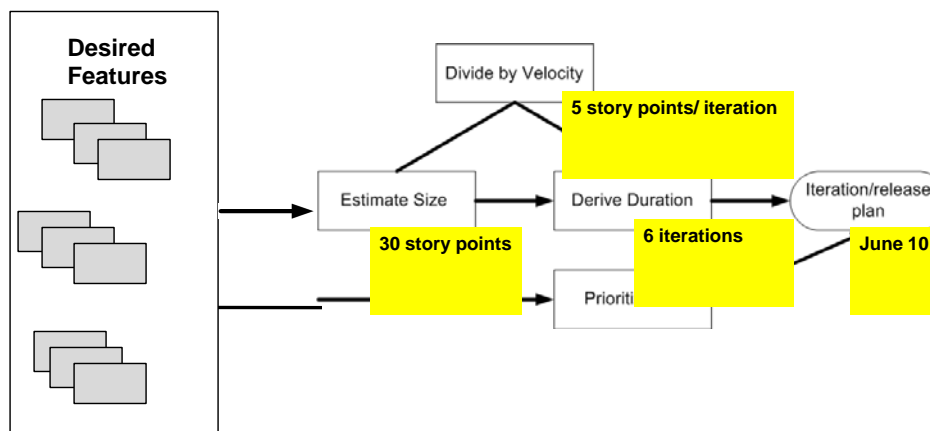 Desired
Features
Divide by Velocity
5 story points/ iteration
Estimate Size
Derive Duration
Iteration/release
plan
30 story points
6 iterations
June 10